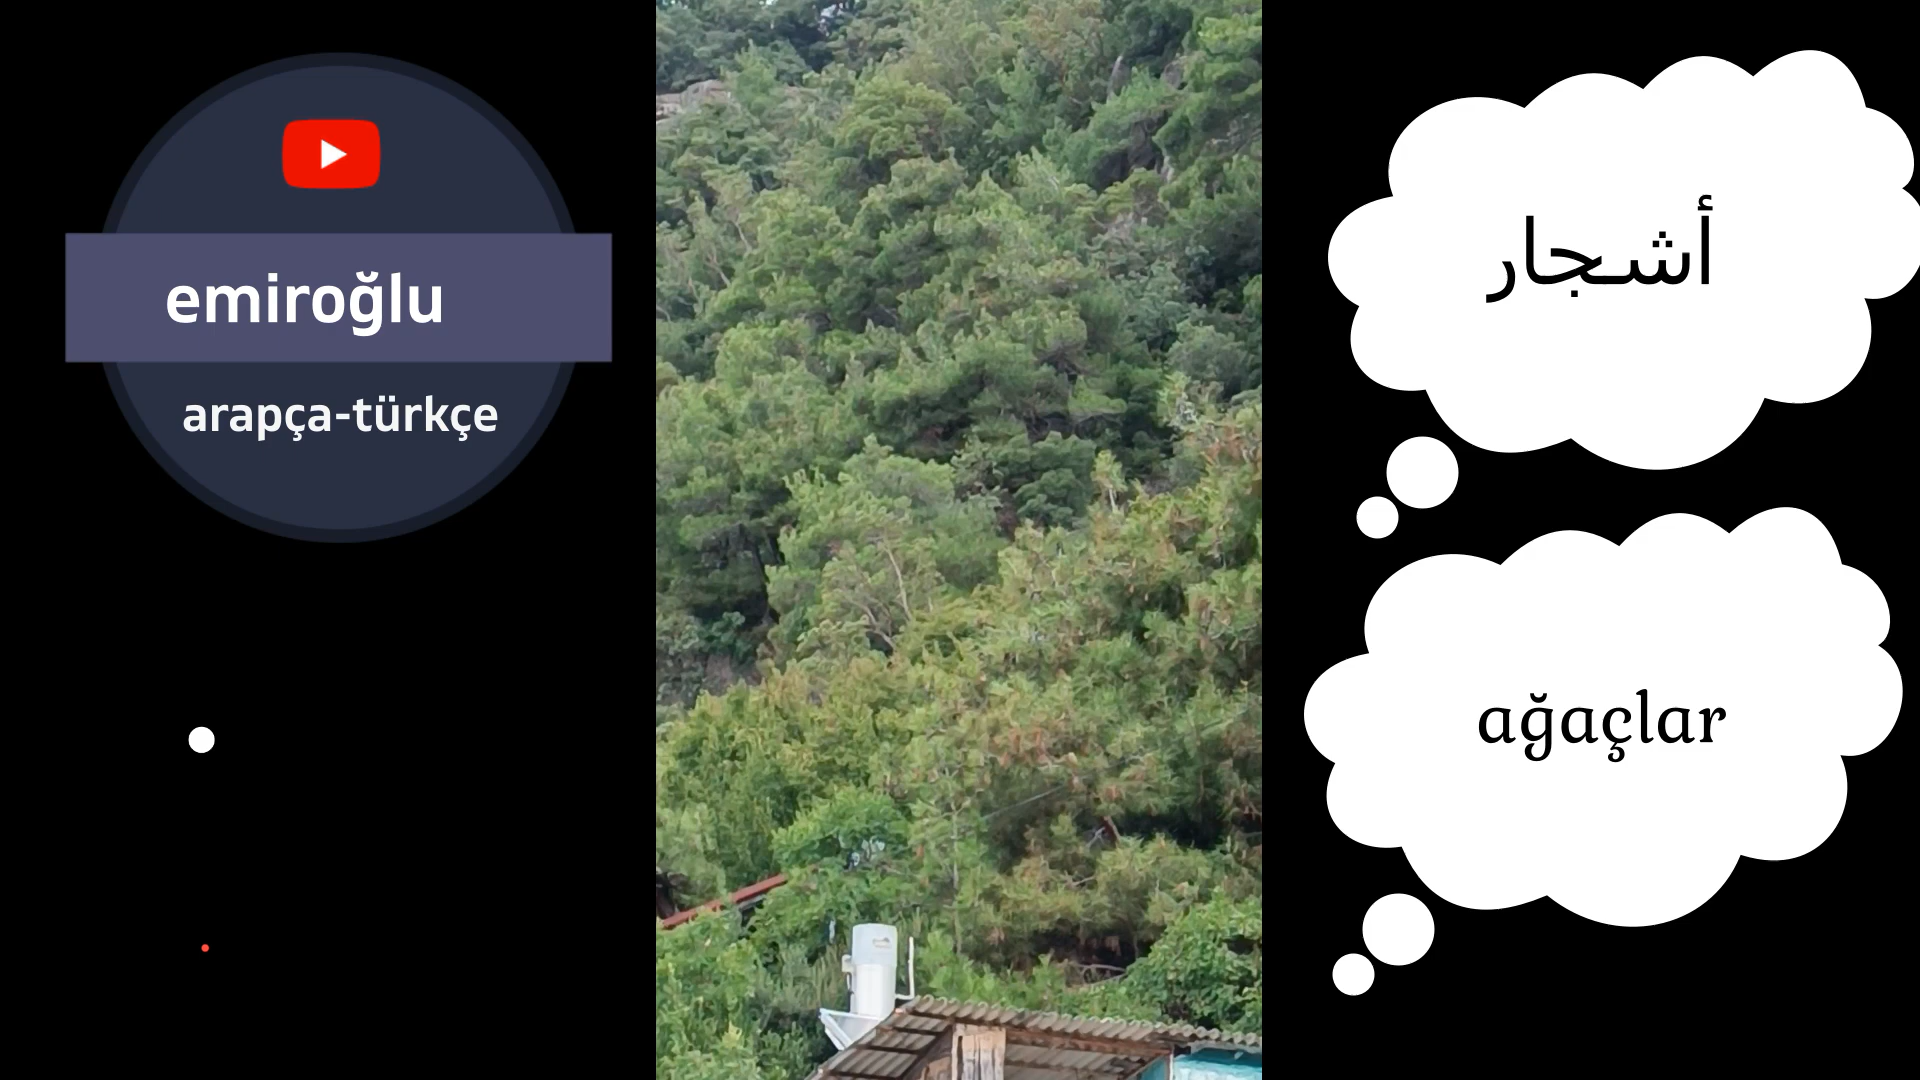 emiroğlu
arapça-türkçe
أشجار
ağaçlar